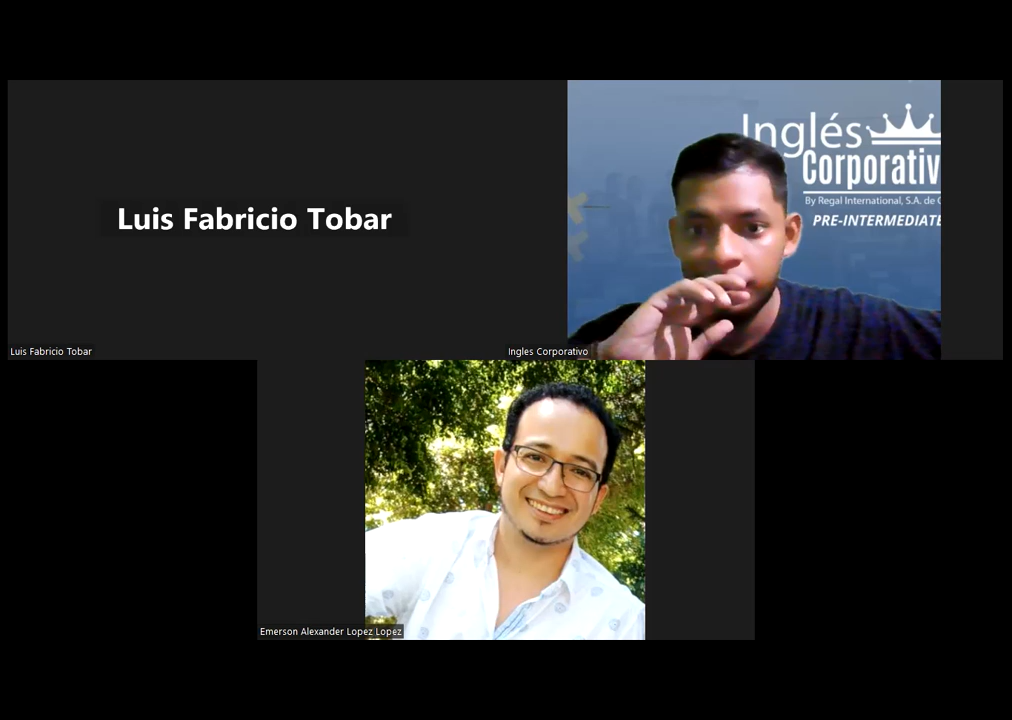 Luis Fabricio Tobar
Luis Fabricio Tobar
Inglés
Corporativ
By Regal International, S.A. de C
PRE-INTERMEDIATE
Ingles Corporativo
Emerson Alexander Lopez Lopez